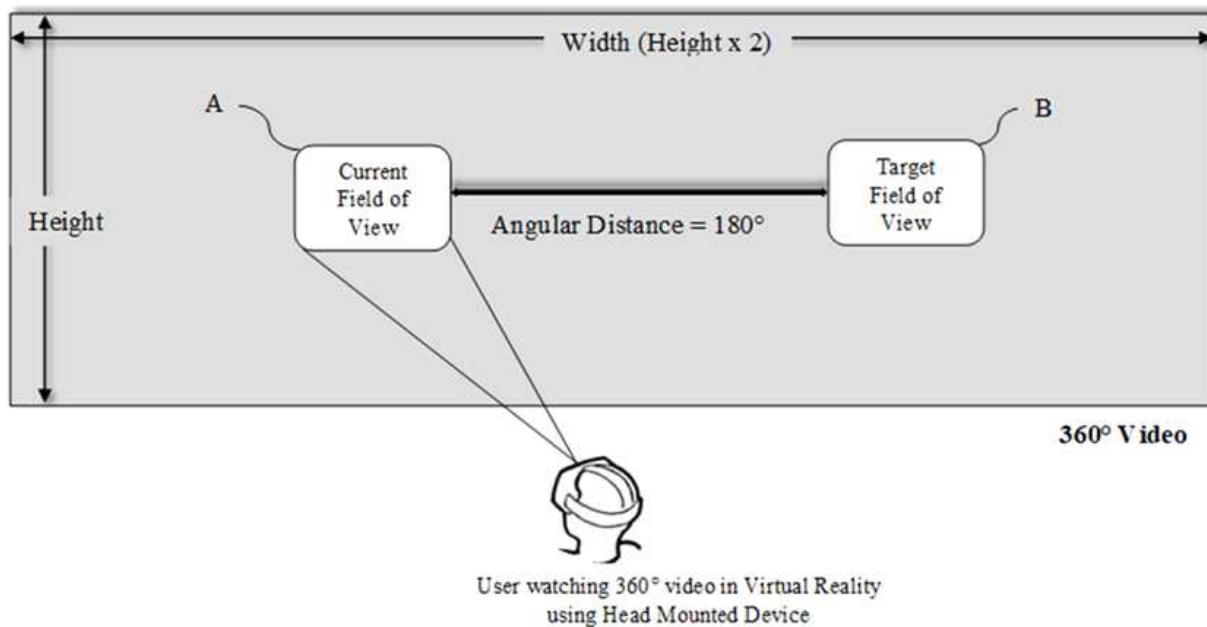 Width (Height x 2)
A
B
Current
Field of
View
Target
Field of
View
Height
Angular Distance = 180°
360° Video
User watching 360° video in Virtual Reality
using Head Mounted Device